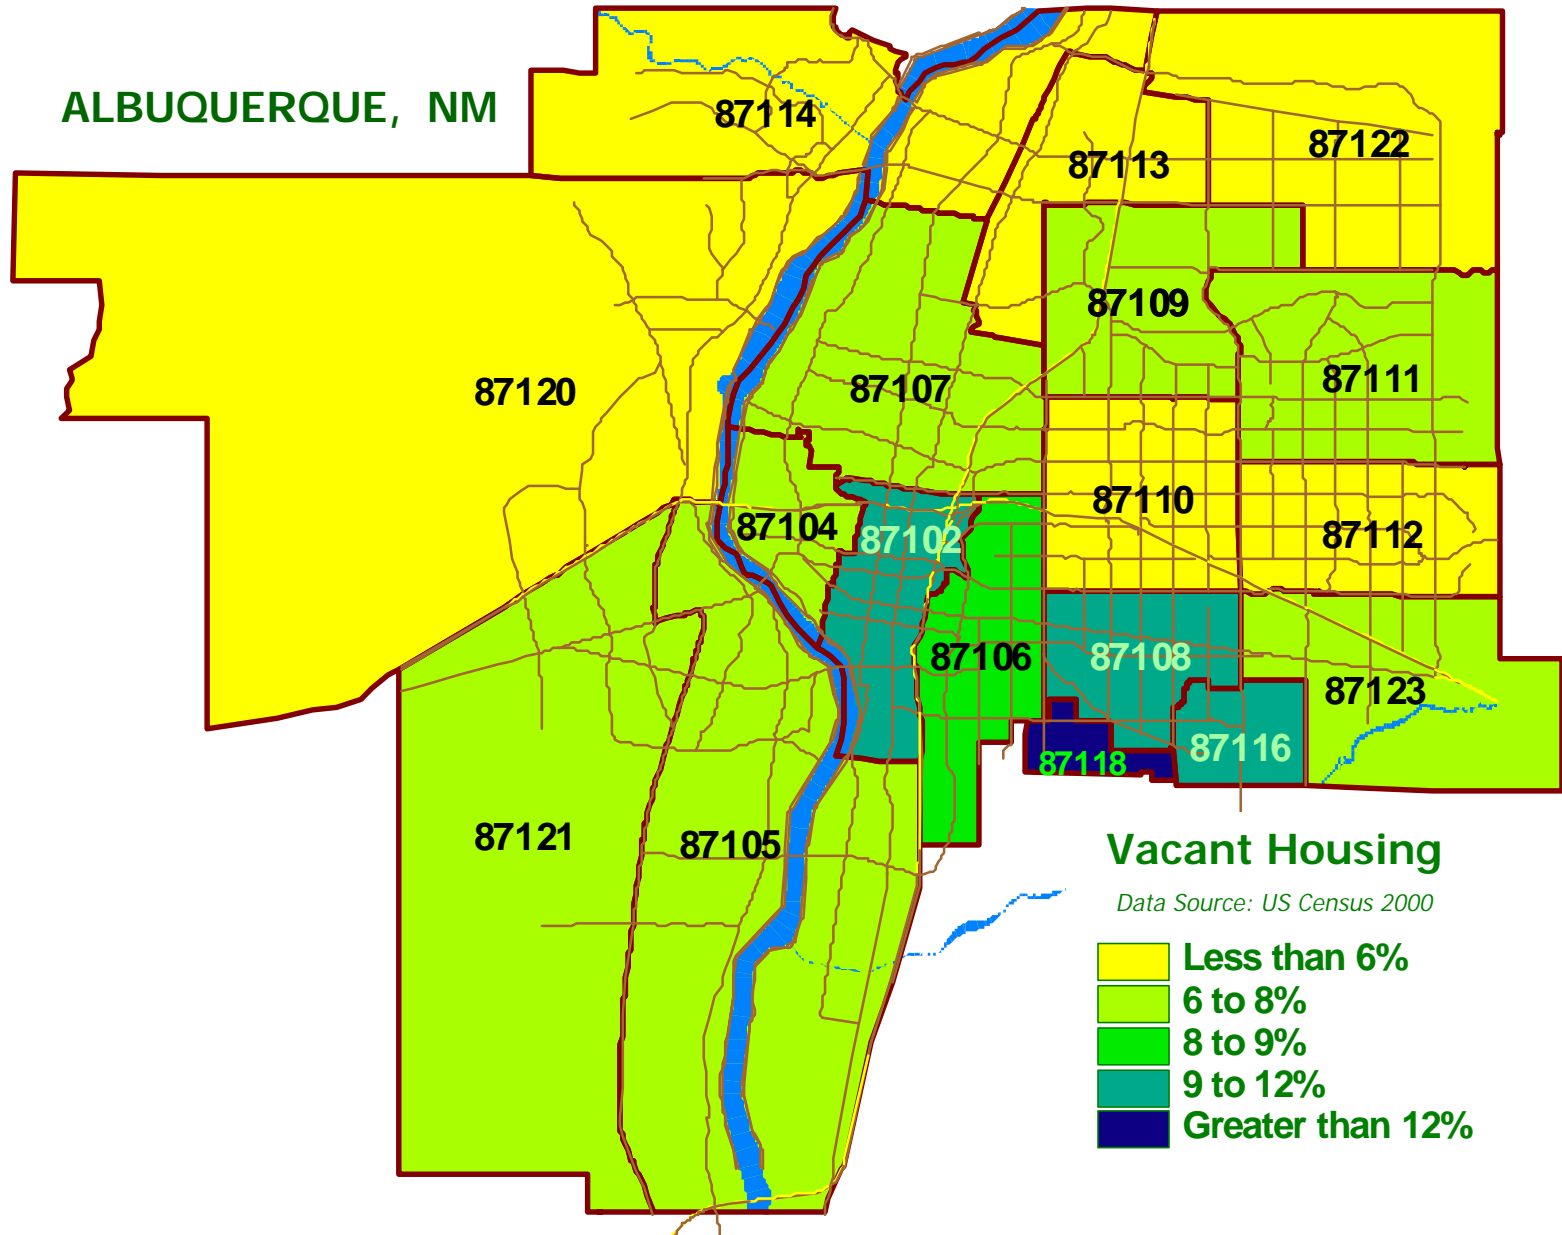 ALBUQUERQUE, NM
87114
87122
87113
87109
87111
87120
87107
87110
87104
87102
87112
87106
87108
87123
87116
87118
87121
87105
Vacant Housing
Data Source: US Census 2000
Less than 6%
6 to 8%
8 to 9%
9 to 12%
Greater than 12%